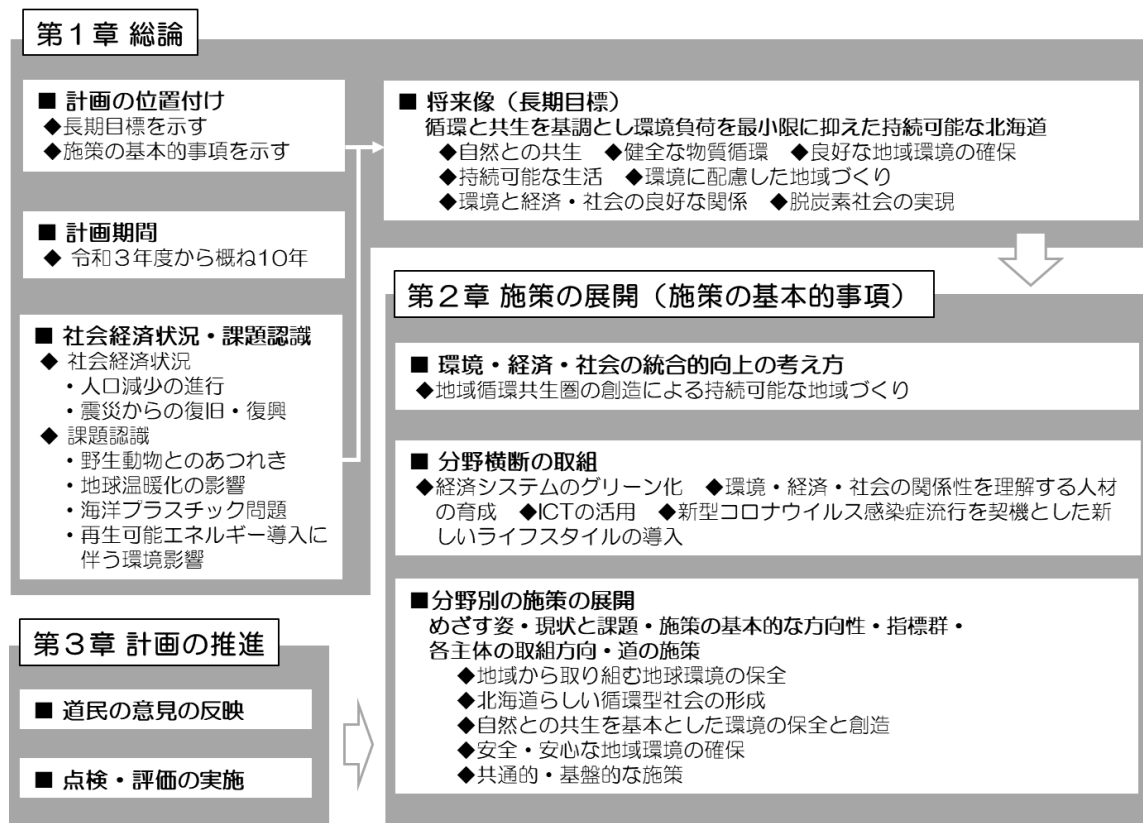 第１章 総論
■ 計画の位置付け
◆長期目標を示す
◆施策の基本的事項を示す
■ 計画期間
◆ 令和３年度から概ね10年
■ 社会経済状況・課題認識
◆ 社会経済状況
・人口減少の進行
・震災からの復旧・復興
◆ 課題認識
・野生動物とのあつれき
・地球温暖化の影響
・海洋プラスチック問題
・再生可能エネルギー導入に
伴う環境影響
■ 将来像（長期目標）
循環と共生を基調とし環境負荷を最小限に抑えた持続可能な北海道
◆自然との共生　◆健全な物質循環　◆良好な地域環境の確保
◆持続可能な生活　◆環境に配慮した地域づくり
◆環境と経済・社会の良好な関係　◆脱炭素社会の実現
第２章 施策の展開（施策の基本的事項）
■ 環境・経済・社会の統合的向上の考え方
◆地域循環共生圏の創造による持続可能な地域づくり
■ 分野横断の取組
◆経済システムのグリーン化　◆環境・経済・社会の関係性を理解する人材
の育成　◆ICTの活用　◆新型コロナウイルス感染症流行を契機とした新
しいライフスタイルの導入
■分野別の施策の展開
めざす姿・現状と課題・施策の基本的な方向性・指標群・
各主体の取組方向・道の施策
◆地域から取り組む地球環境の保全
◆北海道らしい循環型社会の形成
◆自然との共生を基本とした環境の保全と創造
◆安全・安心な地域環境の確保
◆共通的・基盤的な施策
第３章 計画の推進
■ 道民の意見の反映
■ 点検・評価の実施